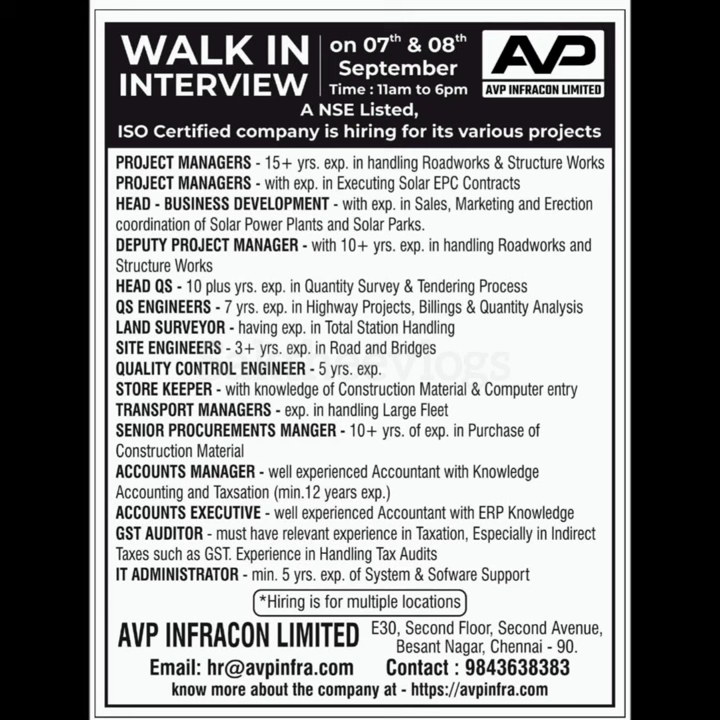 WALK IN
INTERVIEW
on 07th & 08th
September
Time : 11am to 6pm
AVP
AVP INFRACON LIMITED
A NSE Listed,
ISO Certified company is hiring for its various projects
PROJECT MANAGERS - 15+ yrs. exp. in handling Roadworks & Structure Works
PROJECT MANAGERS - with exp. in Executing Solar EPC Contracts
HEAD - BUSINESS DEVELOPMENT - with exp. in Sales, Marketing and Erection
coordination of Solar Power Plants and Solar Parks.
DEPUTY PROJECT MANAGER - with 10+ yrs. exp. in handling Roadworks and
Structure Works
HEAD QS - 10 plus yrs. exp. in Quantity Survey & Tendering Process
QS ENGINEERS - 7 yrs. exp. in Highway Projects, Billings & Quantity Analysis
LAND SURVEYOR - having exp. in Total Station Handling
SITE ENGINEERS - 3+ yrs. exp. in Road and Bridges
QUALITY CONTROL ENGINEER - 5 yrs. exp.
STORE KEEPER - with knowledge of Construction Material & Computer entry
TRANSPORT MANAGERS - exp. in handling Large Fleet
SENIOR PROCUREMENTS MANGER - 10+ yrs. of exp. in Purchase of
Construction Material
ACCOUNTS MANAGER - well experienced Accountant with Knowledge
Accounting and Taxsation (min.12 years exp.)
ACCOUNTS EXECUTIVE - well experienced Accountant with ERP Knowledge
GST AUDITOR - must have relevant experience in Taxation, Especially in Indirect
Taxes such as GST. Experience in Handling Tax Audits
IT ADMINISTRATOR - min. 5 yrs. exp. of System & Sofware Support
*Hiring is for multiple locations
AVP INFRACON LIMITED
E30, Second Floor, Second Avenue,
Besant Nagar, Chennai - 90.
Email: hr@avpinfra.com Contact : 9843638383
know more about the company at - https://avpinfra.com